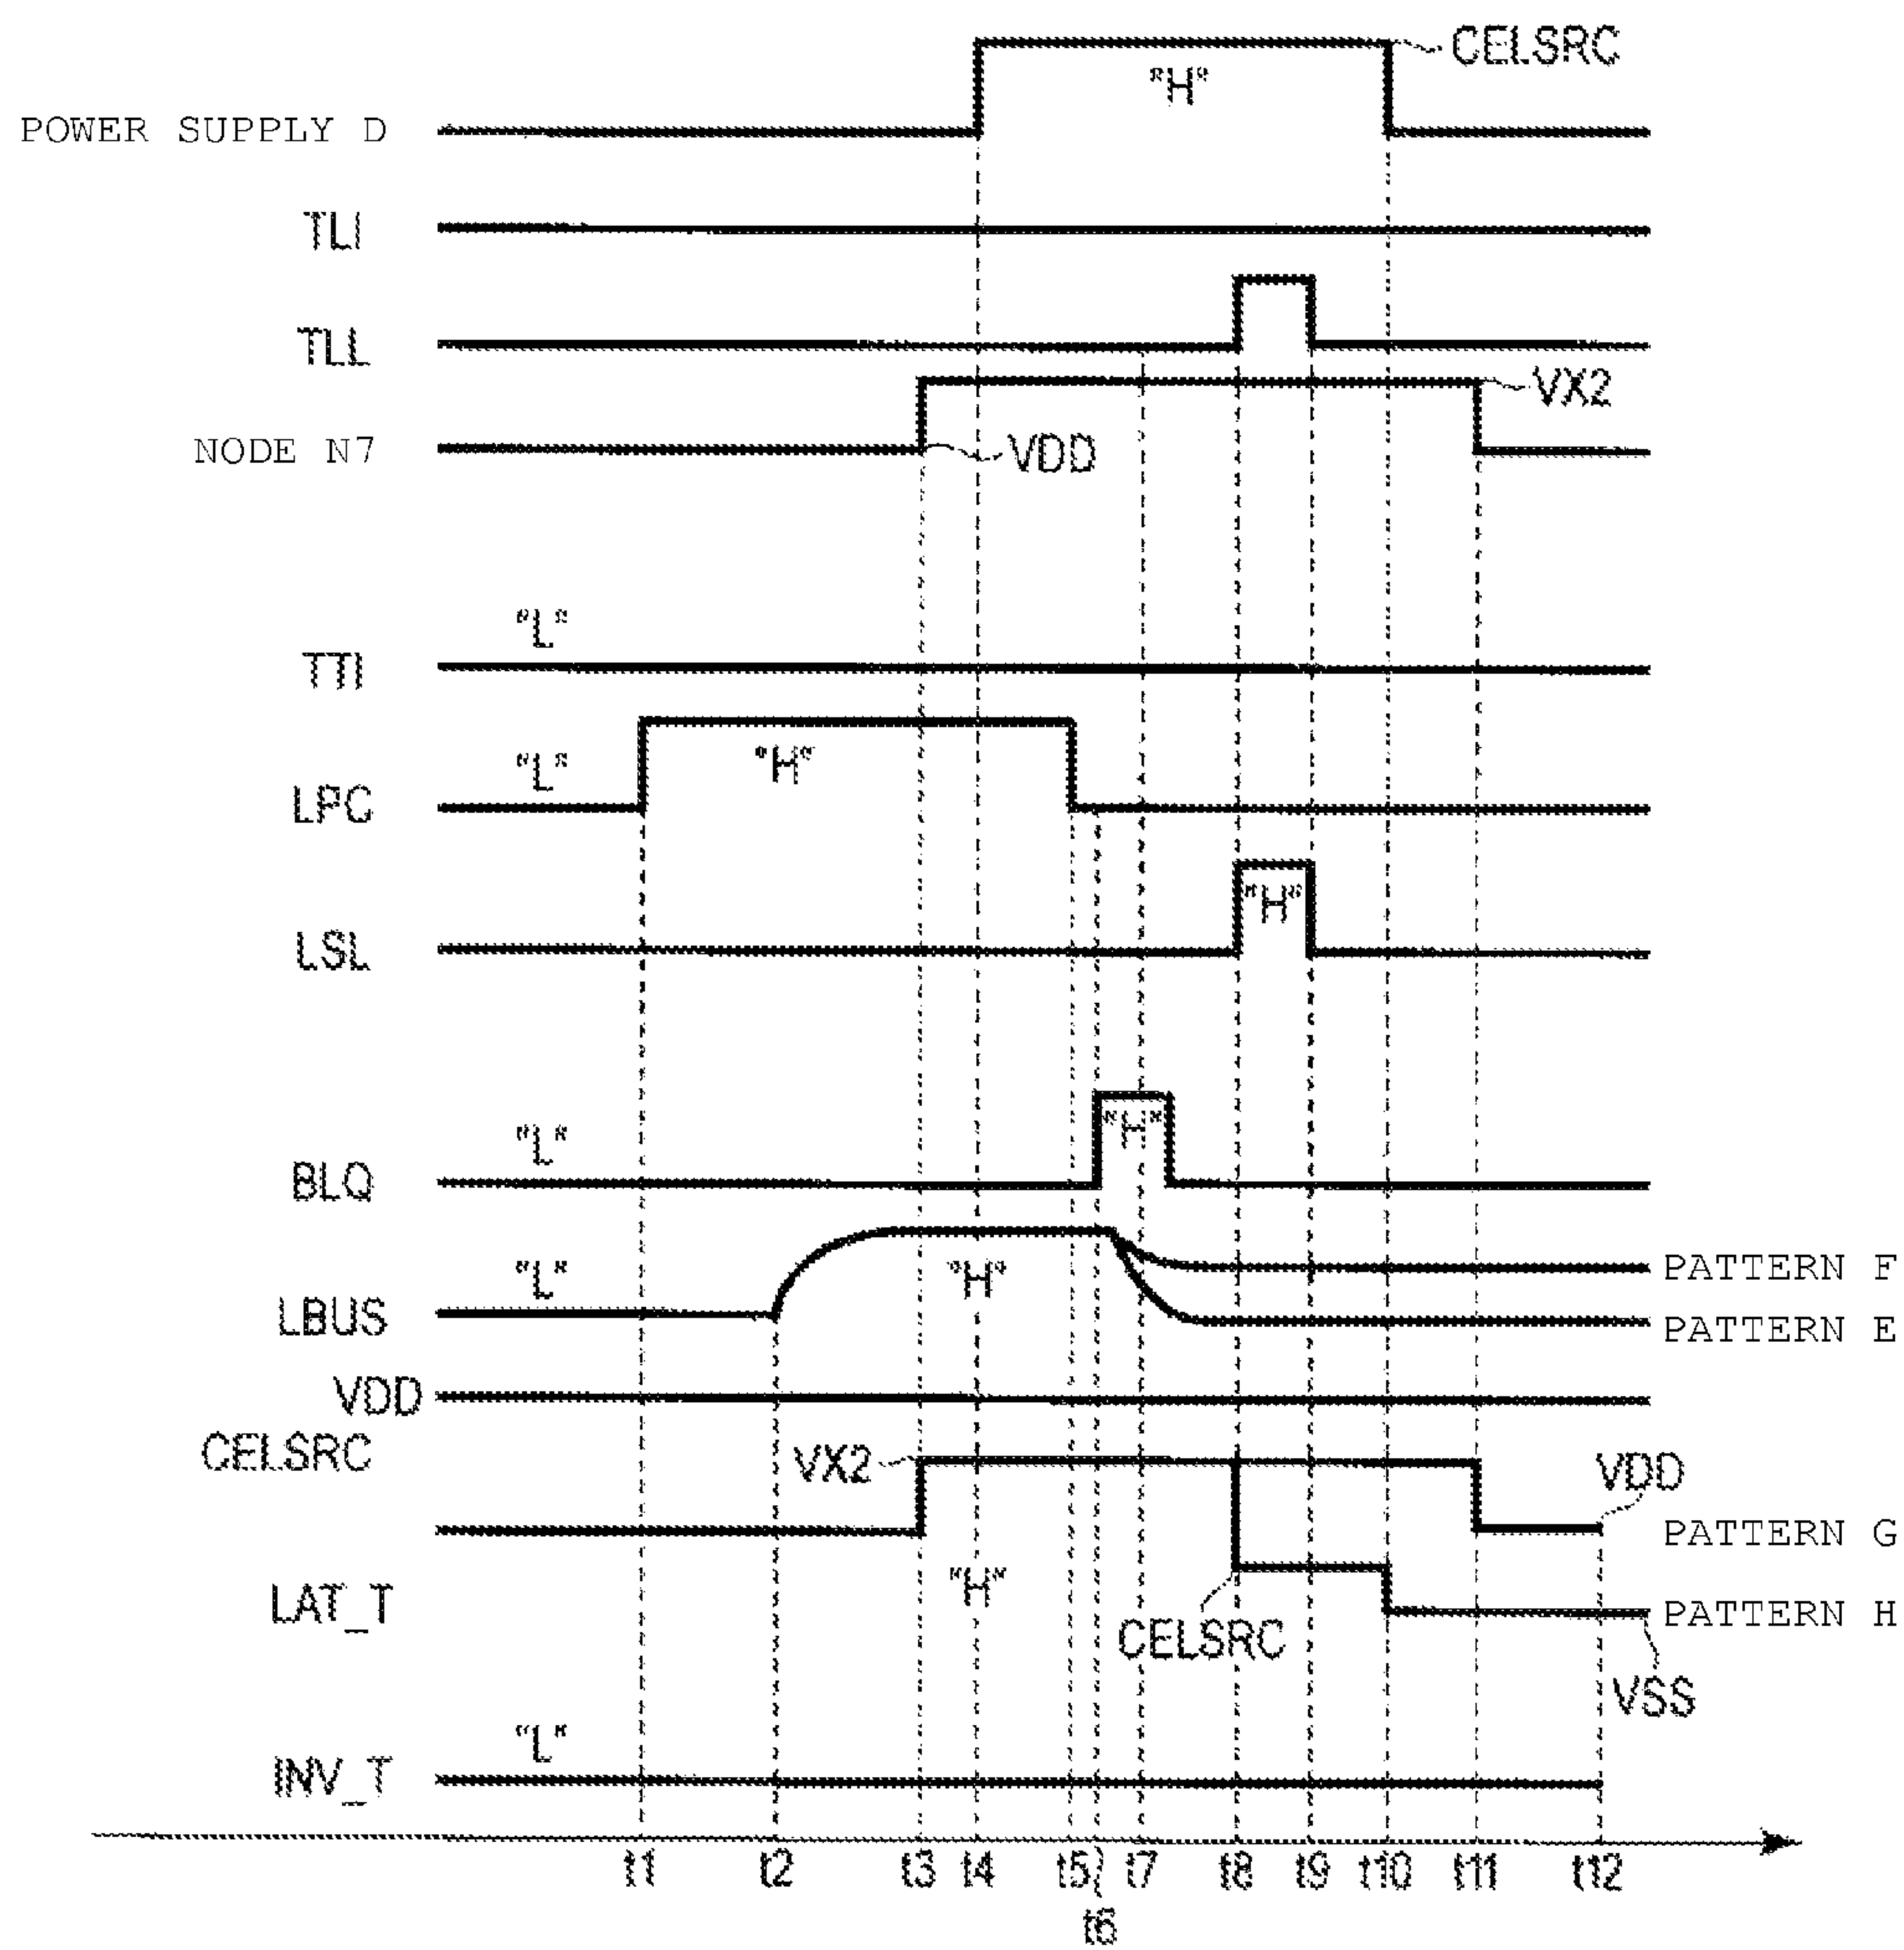 CELSRC
"H"
POWER SUPPLY D
TLI
TLL
VX2
NODE N7
VDD
"L"
TTI
"H"
"L"
LPC
"H"
LSL
"H"
"L"
BLQ
"L"
"H"
PATTERN F
LBUS
PATTERN E
VDD
CELSRC
VX2
VDD
PATTERN G
"H"
LAT_T
PATTERN H
CELSRC
VSS
"L"
INV_T
t1 t2 t3 t4 t5 t7 t8 t9 t10 t11 t12
t6